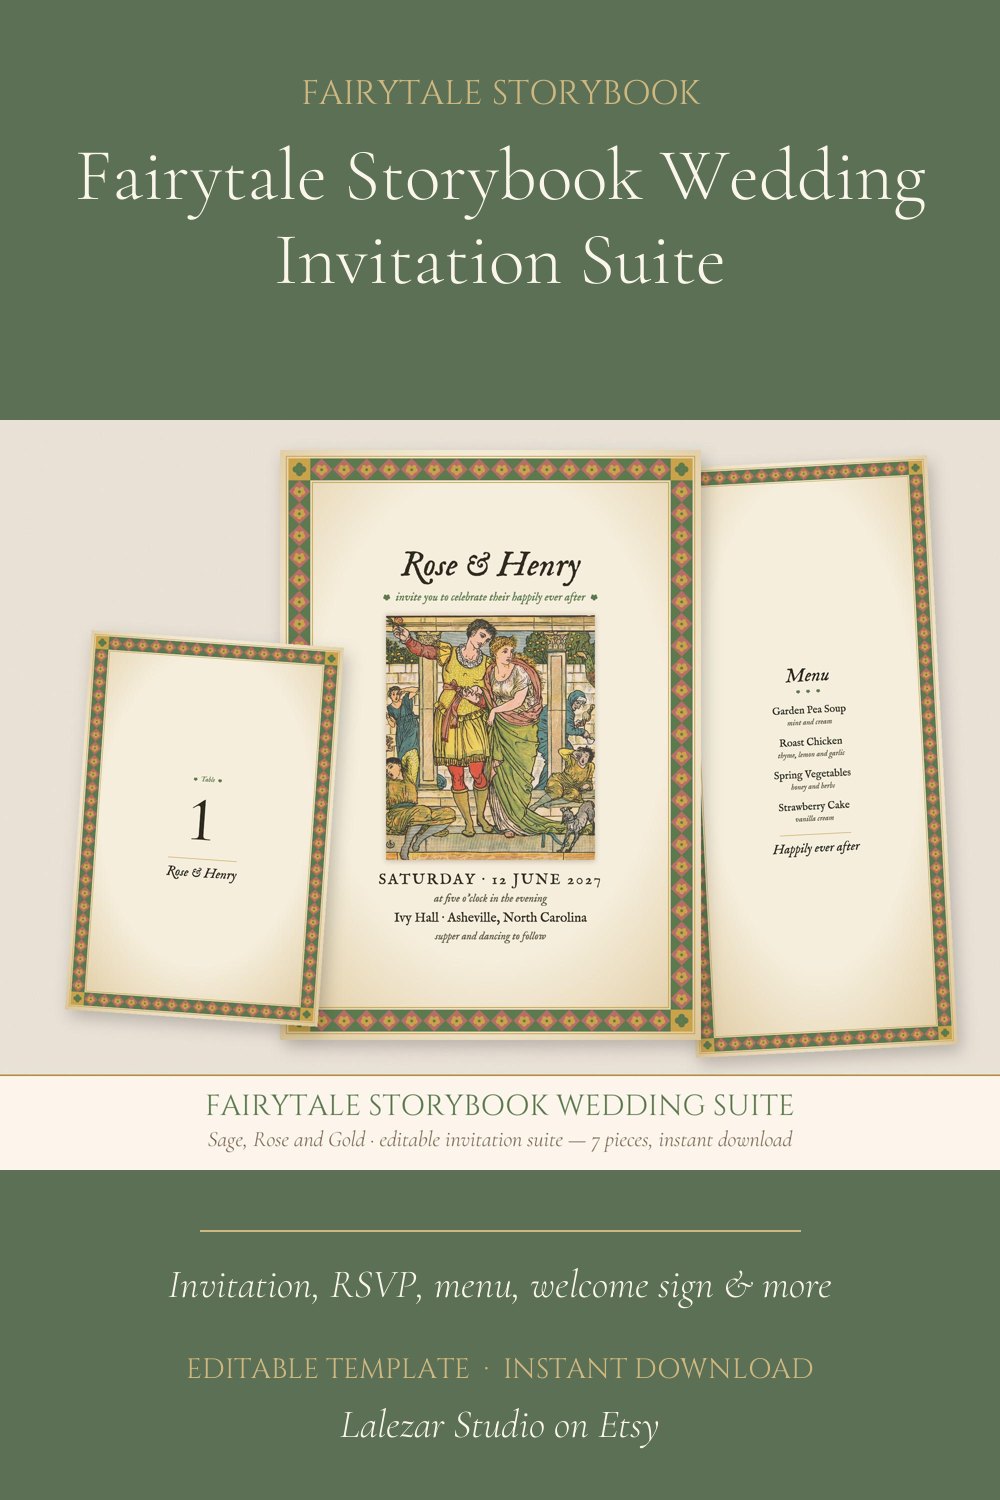 FAIRYTALE STORYBOOK
Fairytale Storybook Wedding
Invitation Suite
Rose & Henry
invite you to celebrate their happily ever after
SATURDAY · 12 JUNE 2027
at five o'clock in the evening
Ivy Hall · Asheville, North Carolina
supper and dancing to follow
Table
1
Rose & Henry
Menu
Garden Pea Soup
mint and cream
Roast Chicken
thyme, lemon and garlic
Spring Vegetables
honey and herbs
Strawberry Cake
vanilla cream
Happily ever after
FAIRYTALE STORYBOOK WEDDING SUITE
Sage, Rose and Gold · editable invitation suite — 7 pieces, instant download
Invitation, RSVP, menu, welcome sign & more
EDITABLE TEMPLATE · INSTANT DOWNLOAD
Lalezar Studio on Etsy